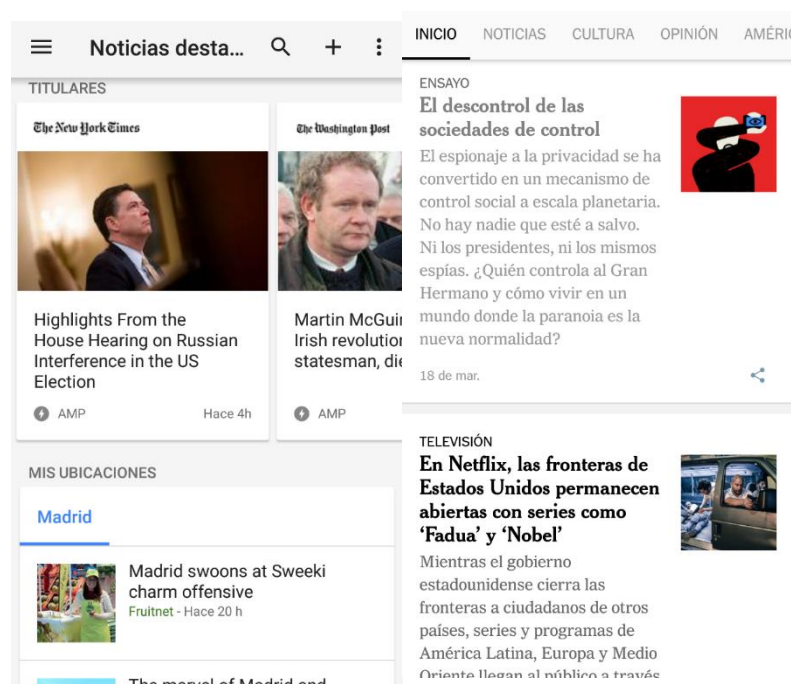 Noticias desta...
TITULARES
The New York Times
Highlights From the
House Hearing on Russian
Interference in the US
Election
AMP
Hace 4h
The Washington Post
Martin McGui
Irish revolution
statesman, die
AMP
MIS UBICACIONES
Madrid
Madrid swoons at Sweeki
charm offensive
Fruitnet - Hace 20 h
The marvel of Madrid and
INICIO NOTICIAS CULTURA OPINIÓN AMÉRI
ENSAYO
El descontrol de las
sociedades de control
El espionaje a la privacidad se ha
convertido en un mecanismo de
control social a escala planetaria.
No hay nadie que esté a salvo.
Ni los presidentes, ni los mismos
espías. ¿Quién controla al Gran
Hermano y cómo vivir en un
mundo donde la paranoia es la
nueva normalidad?
18 de mar.
TELEVISIÓN
En Netflix, las fronteras de
Estados Unidos permanecen
abiertas con series como
‘Fadua’ y ‘Nobel’
Mientras el gobierno
estadounidense cierra las
fronteras a ciudadanos de otros
países, series y programas de
América Latina, Europa y Medio
Oriente llegan al público a través